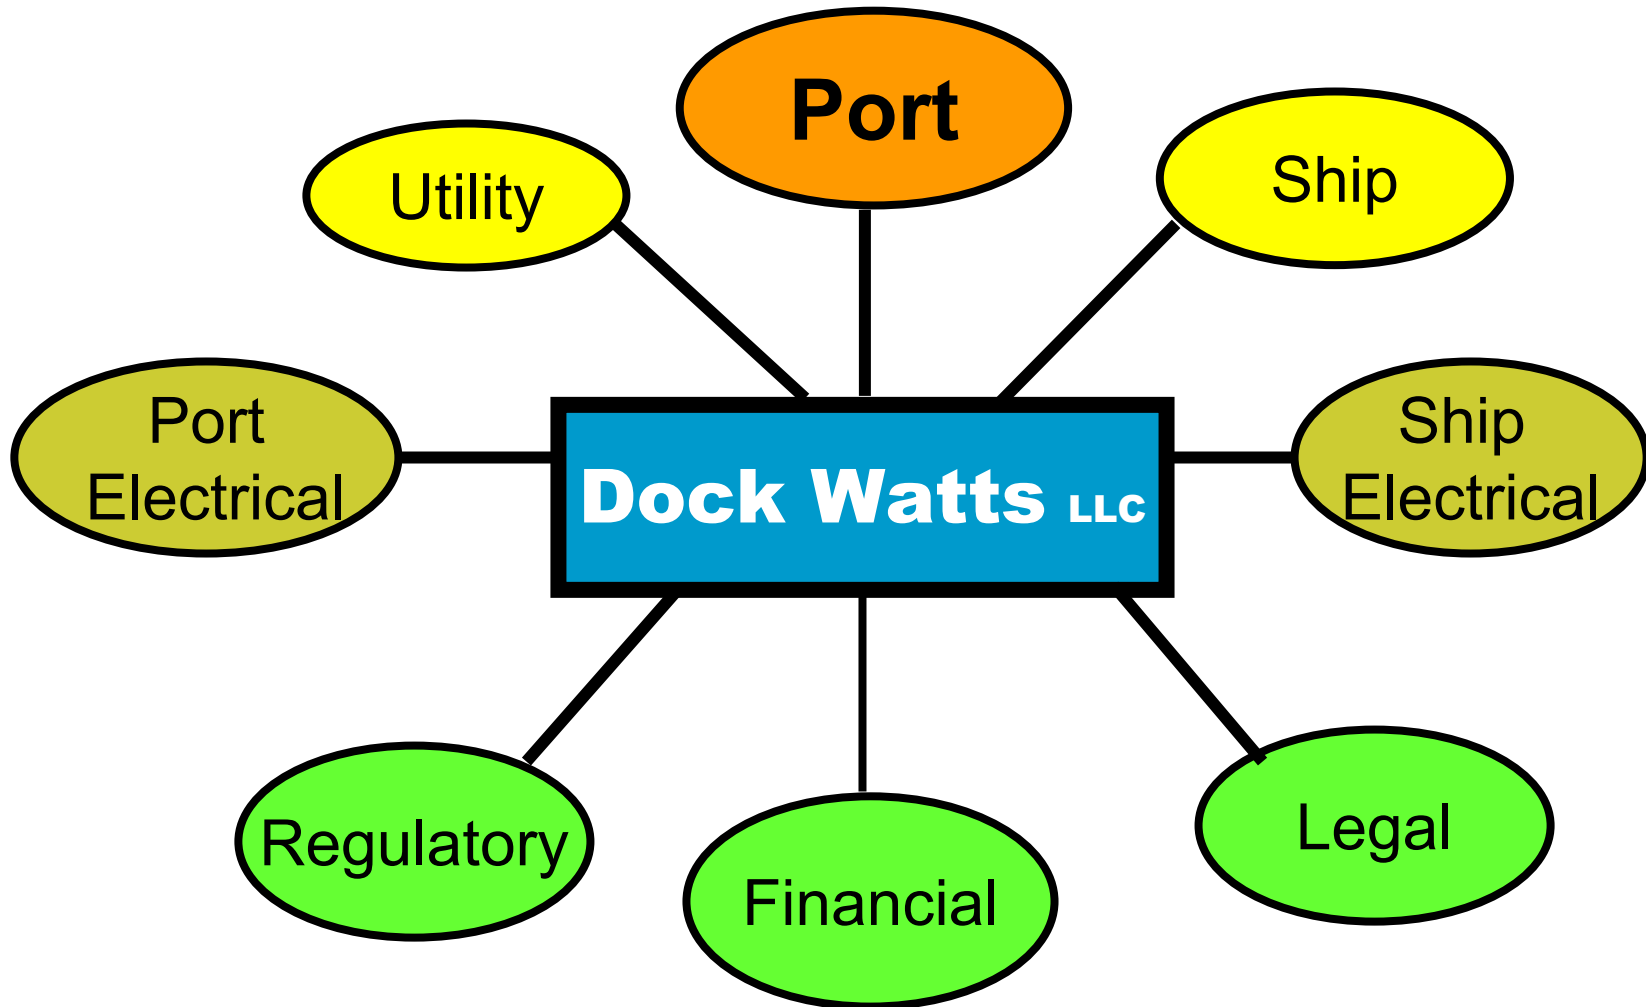 Port
Utility
Ship
Port
Electrical
Dock Watts LLC
Ship
Electrical
Regulatory
Financial
Legal